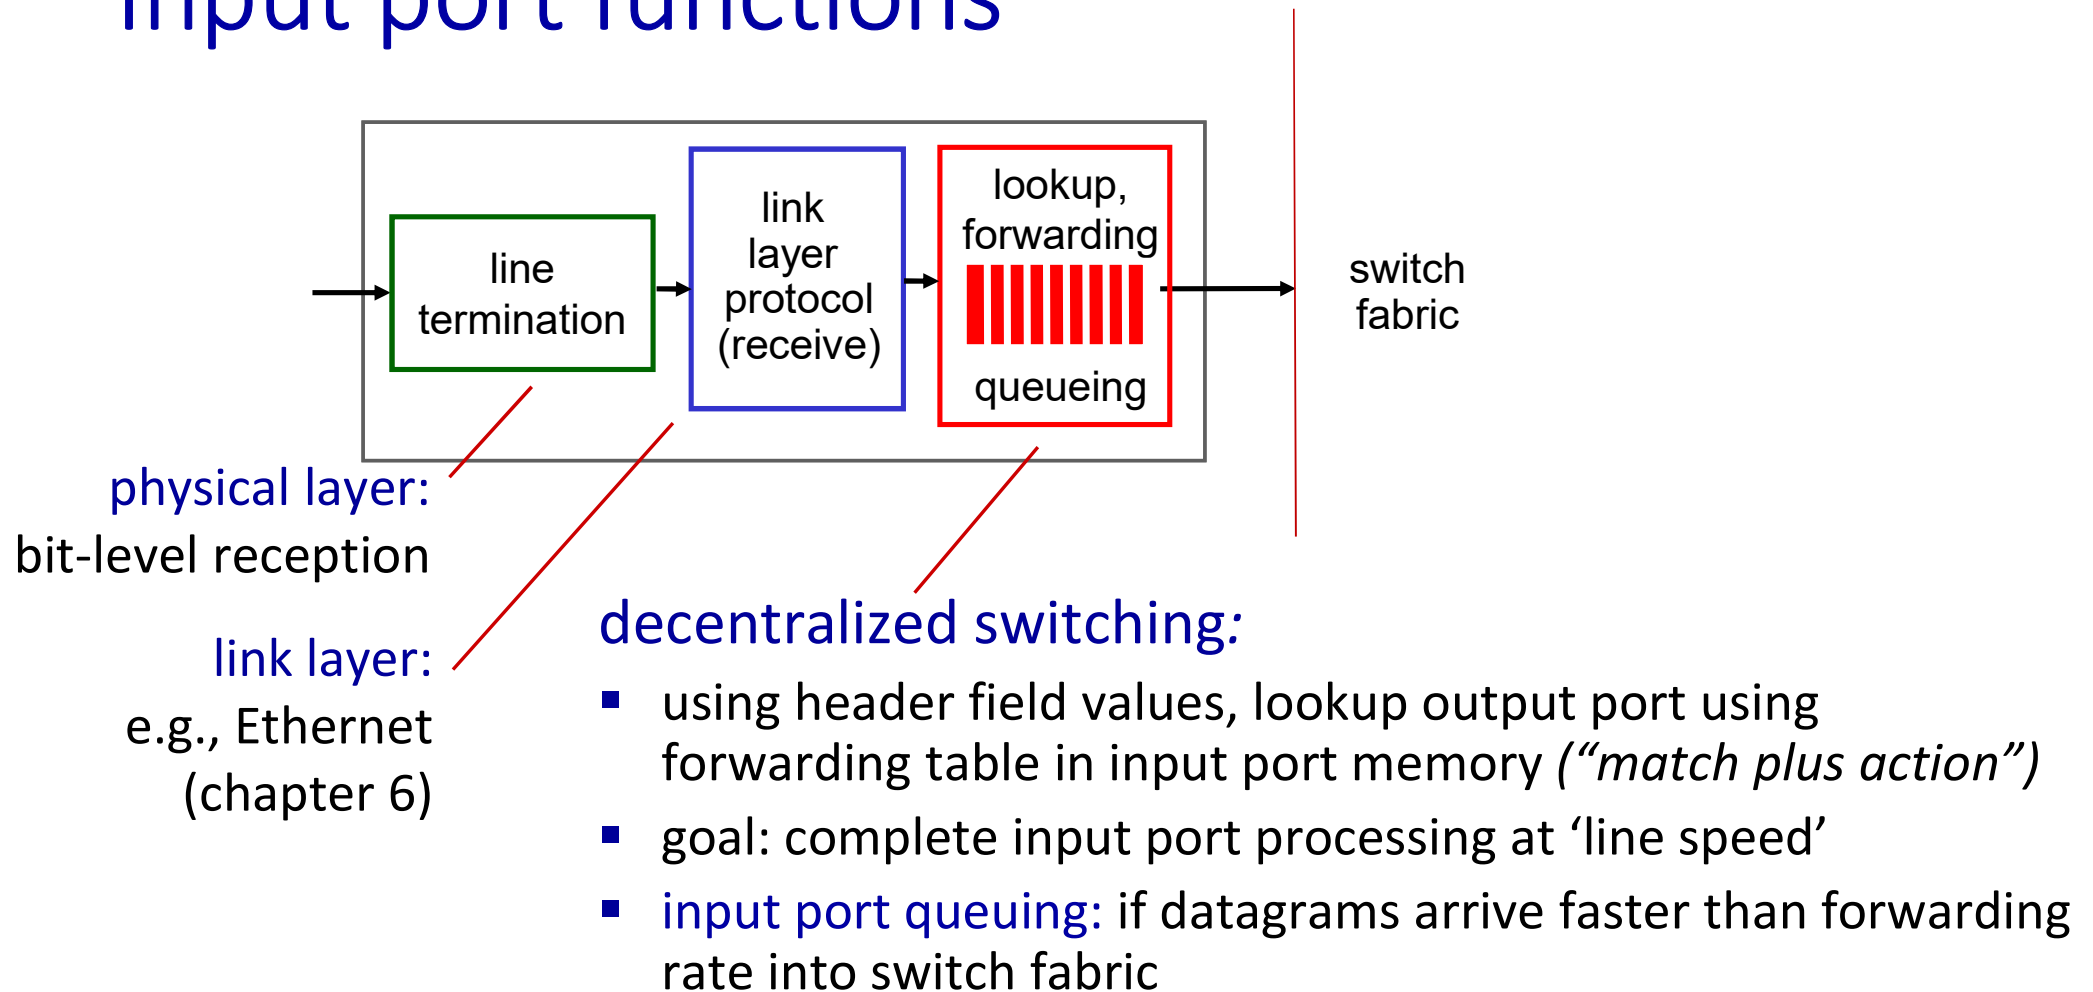 input port functions
line
termination
link
layer
protocol
(receive)
lookup,
forwarding
queueing
switch
fabric
physical layer:
bit-level reception
link layer:
e.g., Ethernet
(chapter 6)
decentralized switching:
▪ using header field values, lookup output port using
forwarding table in input port memory (“match plus action”)
▪ goal: complete input port processing at ‘line speed’
▪ input port queuing: if datagrams arrive faster than forwarding
rate into switch fabric